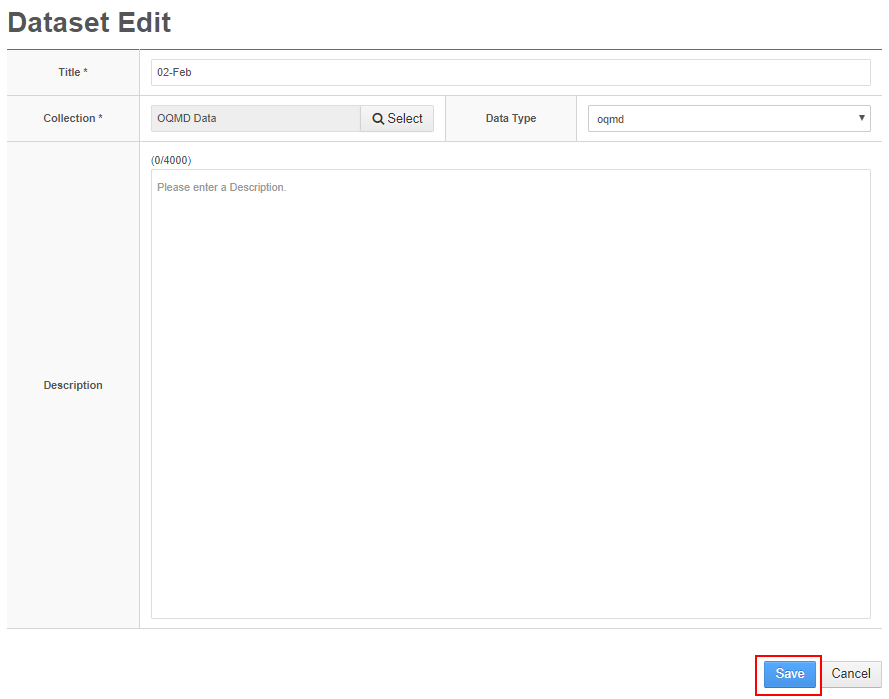 Dataset Edit
Title *
02-Feb
Collection *
OQMD Data
Select
Data Type
oqmd
(0/4000)
Please enter a Description.
Description
Save
Cancel